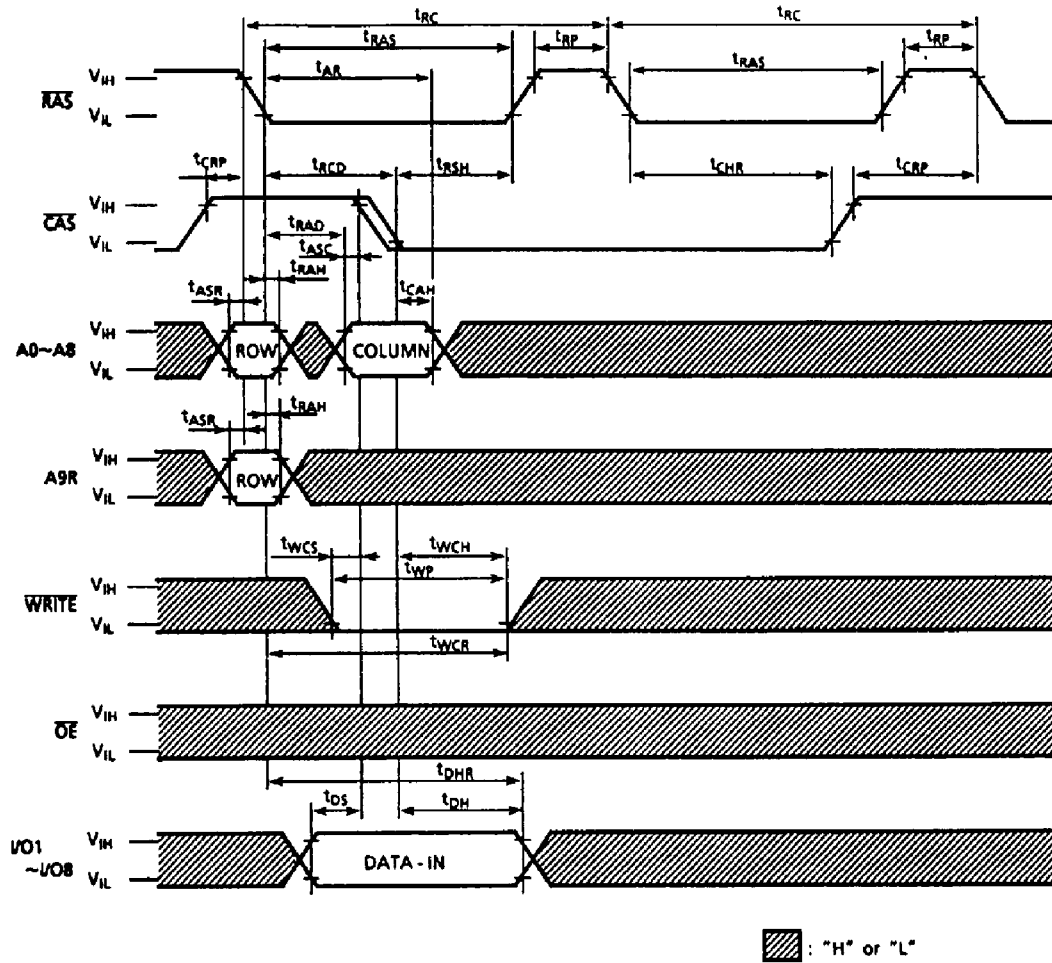 tRC tRC
tRAS tRP tRP
tAR tRAS
RAS VIH
VIL
tCRP tRCD tRSH tCHR tCRP
CAS VIH
VIL
tRAD
tASC
tRAH
tASR tCAH
A0~A8 VIH
VIL
ROW COLUMN
tASR tRAH
A9R VIH
VIL
ROW
tWCS tWCH
tWP
WRITE VIH
VIL
tWCR
OE VIH
VIL
tDHR
tDS tDH
I/O1
~I/O8
VIH
VIL
DATA-IN
: "H" or "L"